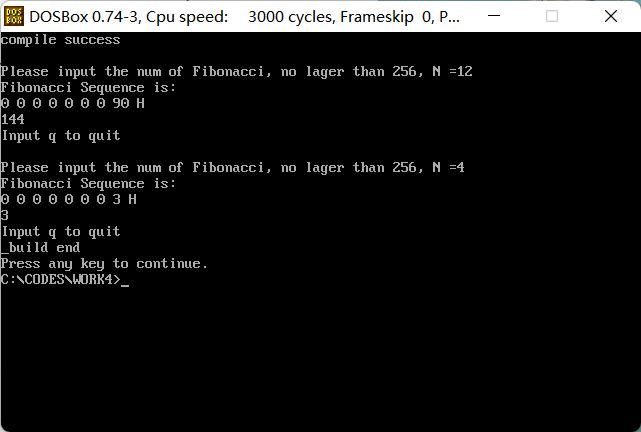 DOS BOX DOSBox 0.74-3, Cpu speed: 3000 cycles, Frameskip 0, P...
compile success
Please input the num of Fibonacci, no lager than 256, N =12
Fibonacci Sequence is:
0 0 0 0 0 0 0 90 H
144
Input q to quit
Please input the num of Fibonacci, no lager than 256, N =4
Fibonacci Sequence is:
0 0 0 0 0 0 0 3 H
3
Input q to quit
_build end
Press any key to continue.
C:\CODES\WORK4>_